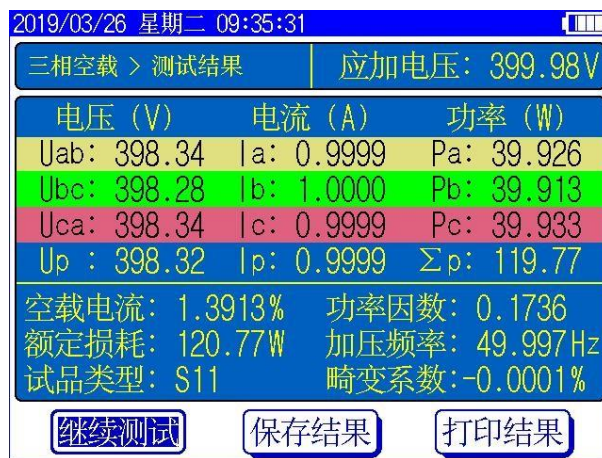 2019/03/26 星期二 09:35:31
三相空载 > 测试结果 应加电压: 399.98V
电压 (V) 电流 (A) 功率 (W)
Uab: 398.34 Ia: 0.9999 Pa: 39.926
Ubc: 398.28 Ib: 1.0000 Pb: 39.913
Uca: 398.34 Ic: 0.9999 Pc: 39.933
Up : 398.32 Ip: 0.9999 Σp: 119.77
空载电流: 1.3913% 功率因数: 0.1736
额定损耗: 120.77W 加压频率: 49.997Hz
试品类型: S11 畸变系数:-0.0001%
继续测试 保存结果 打印结果